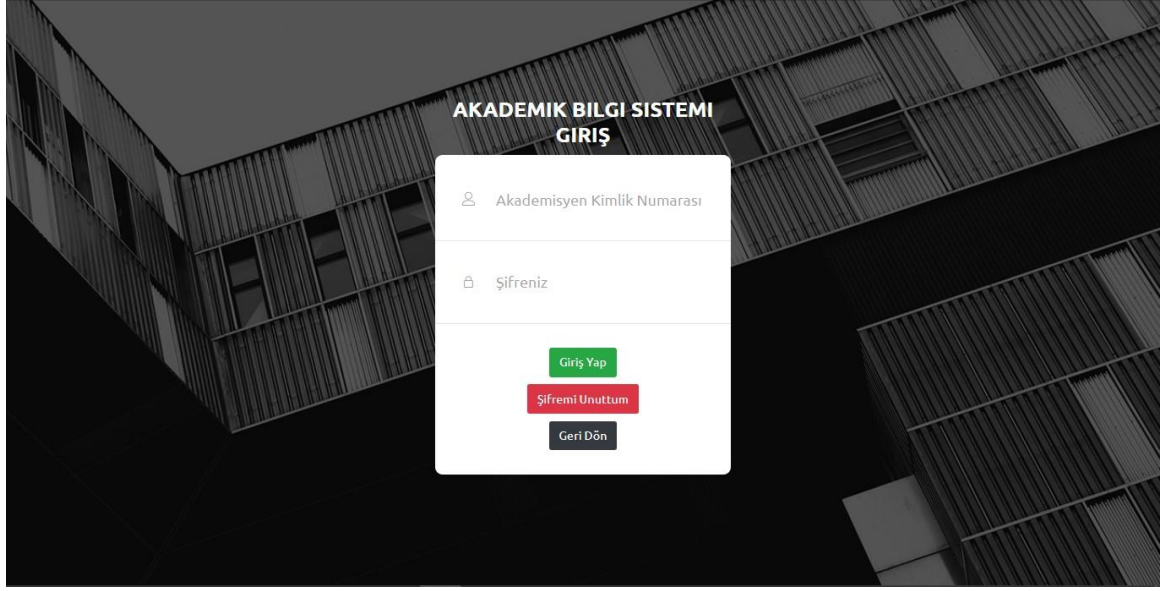 AKADEMIK BILGI SISTEMI
GIRIŞ
Akademisyen Kimlik Numarası
Şifreniz
Giriş Yap
Şifremi Unuttum
Geri Dön